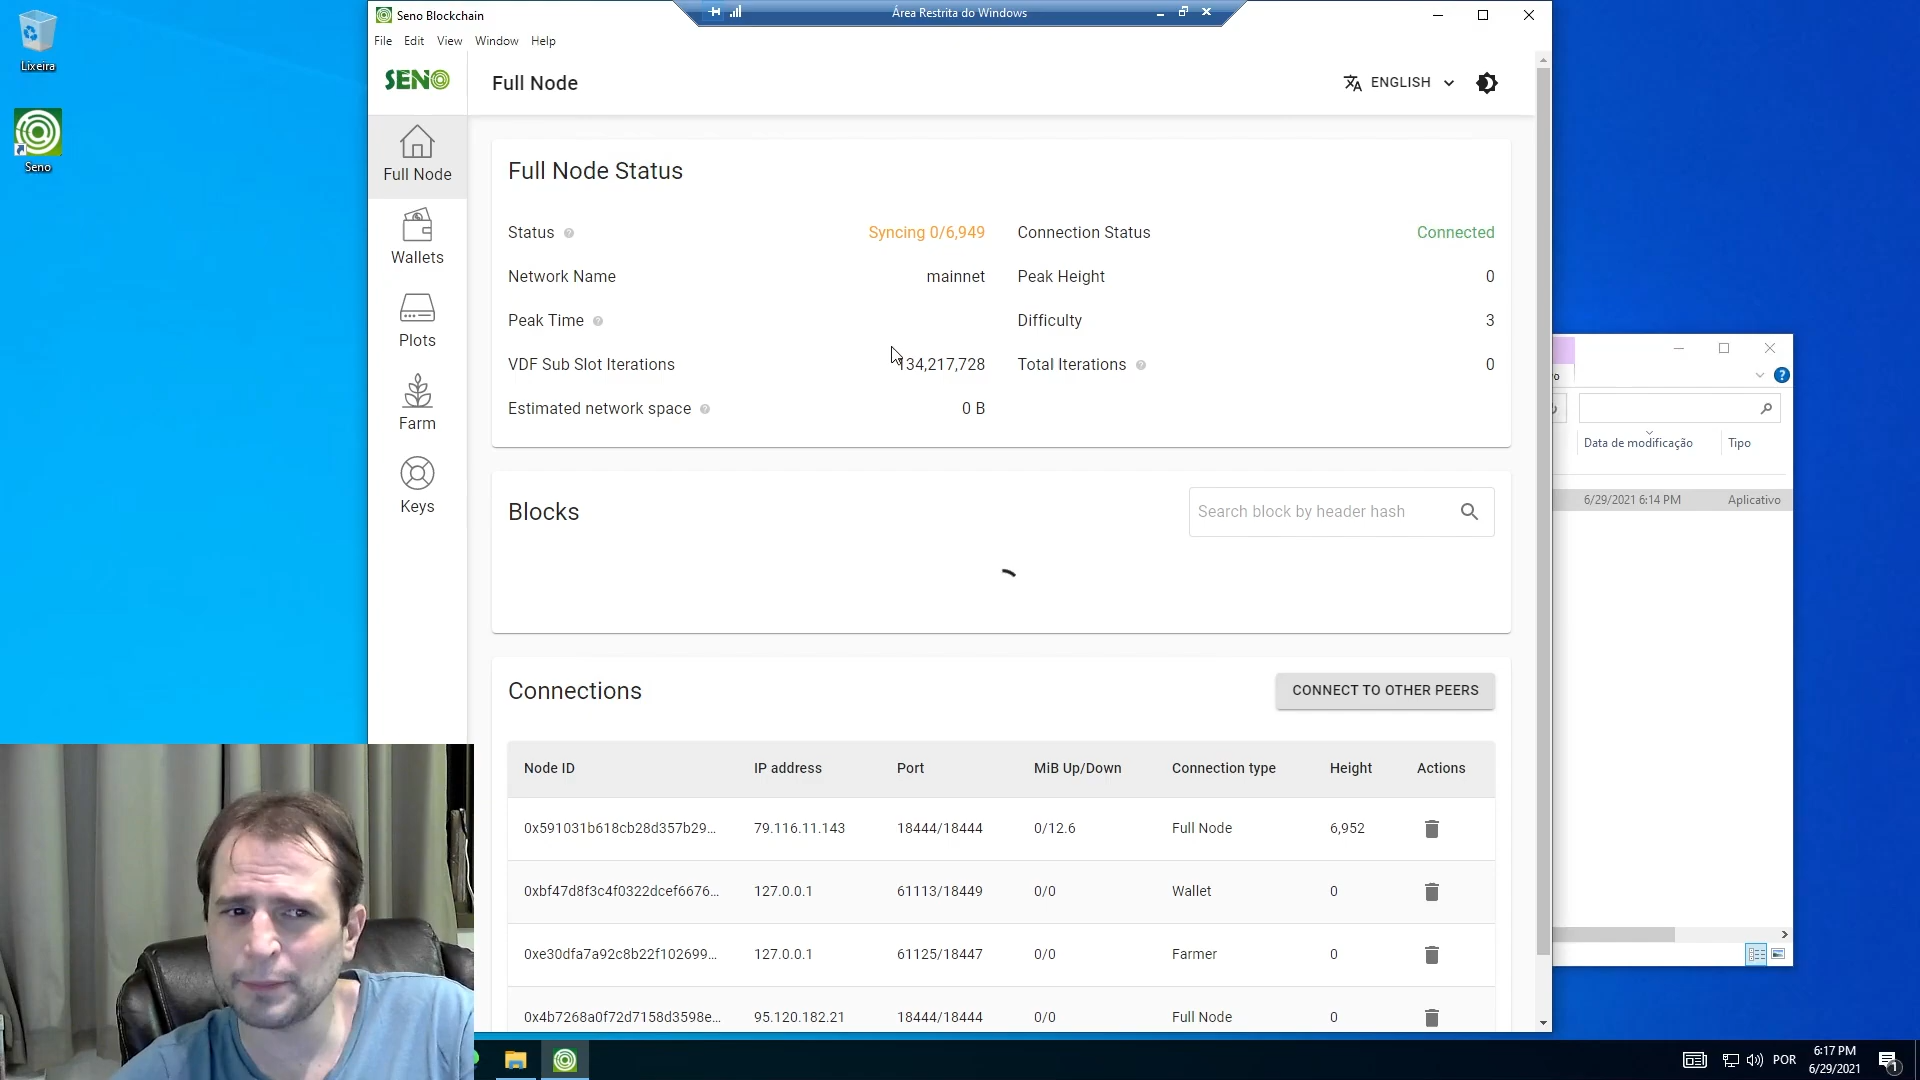 Lixeira
Seno
Seno Blockchain
Área Restrita do Windows
File Edit View Window Help
SENO
Full Node
ENGLISH
Full Node
Wallets
Plots
Farm
Keys
Full Node Status
Status Syncing 0/6,949 Connection Status Connected
Network Name mainnet Peak Height 0
Peak Time Difficulty 3
VDF Sub Slot Iterations 134,217,728 Total Iterations 0
Estimated network space 0 B
Blocks
Search block by header hash
Connections
CONNECT TO OTHER PEERS
Node ID IP address Port MiB Up/Down Connection type Height Actions
0x591031b618cb28d357b29... 79.116.11.143 18444/18444 0/12.6 Full Node 6,952
0xbf47d8f3c4f0322dcef6676... 127.0.0.1 61113/18449 0/0 Wallet 0
0xe30dfa7a92c8b22f102699... 127.0.0.1 61125/18447 0/0 Farmer 0
0x4b7268a0f72d7158d3598e... 95.120.182.21 18444/18444 0/0 Full Node 0
Data de modificação Tipo
6/29/2021 6:14 PM Aplicativo
POR
6:17 PM
6/29/2021
1